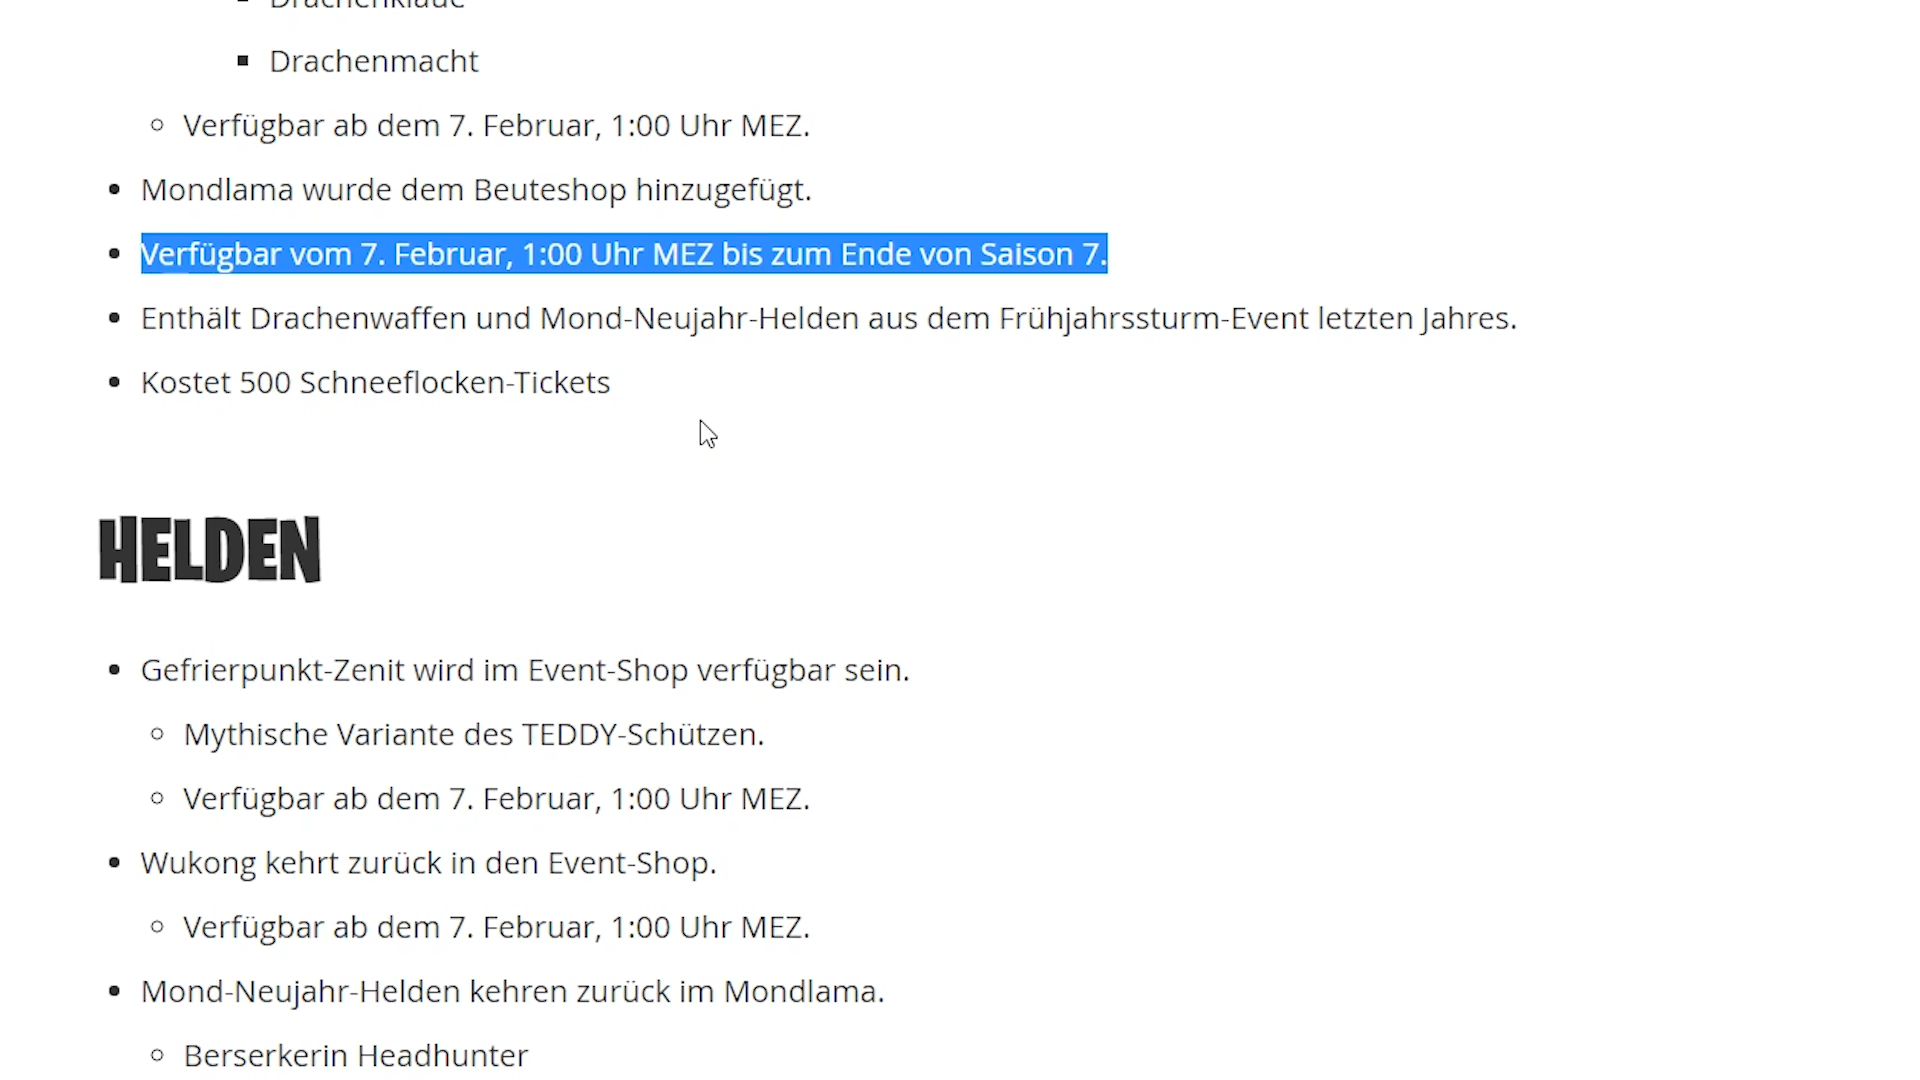 Drachenklaue
Drachenmacht
Verfügbar ab dem 7. Februar, 1:00 Uhr MEZ.
Mondlama wurde dem Beuteshop hinzugefügt.
Verfügbar vom 7. Februar, 1:00 Uhr MEZ bis zum Ende von Saison 7.
Enthält Drachenwaffen und Mond-Neujahr-Helden aus dem Frühjahrssturm-Event letzten Jahres.
Kostet 500 Schneeflocken-Tickets
HELDEN
Gefrierpunkt-Zenit wird im Event-Shop verfügbar sein.
Mythische Variante des TEDDY-Schützen.
Verfügbar ab dem 7. Februar, 1:00 Uhr MEZ.
Wukong kehrt zurück in den Event-Shop.
Verfügbar ab dem 7. Februar, 1:00 Uhr MEZ.
Mond-Neujahr-Helden kehren zurück im Mondlama.
Berserkerin Headhunter